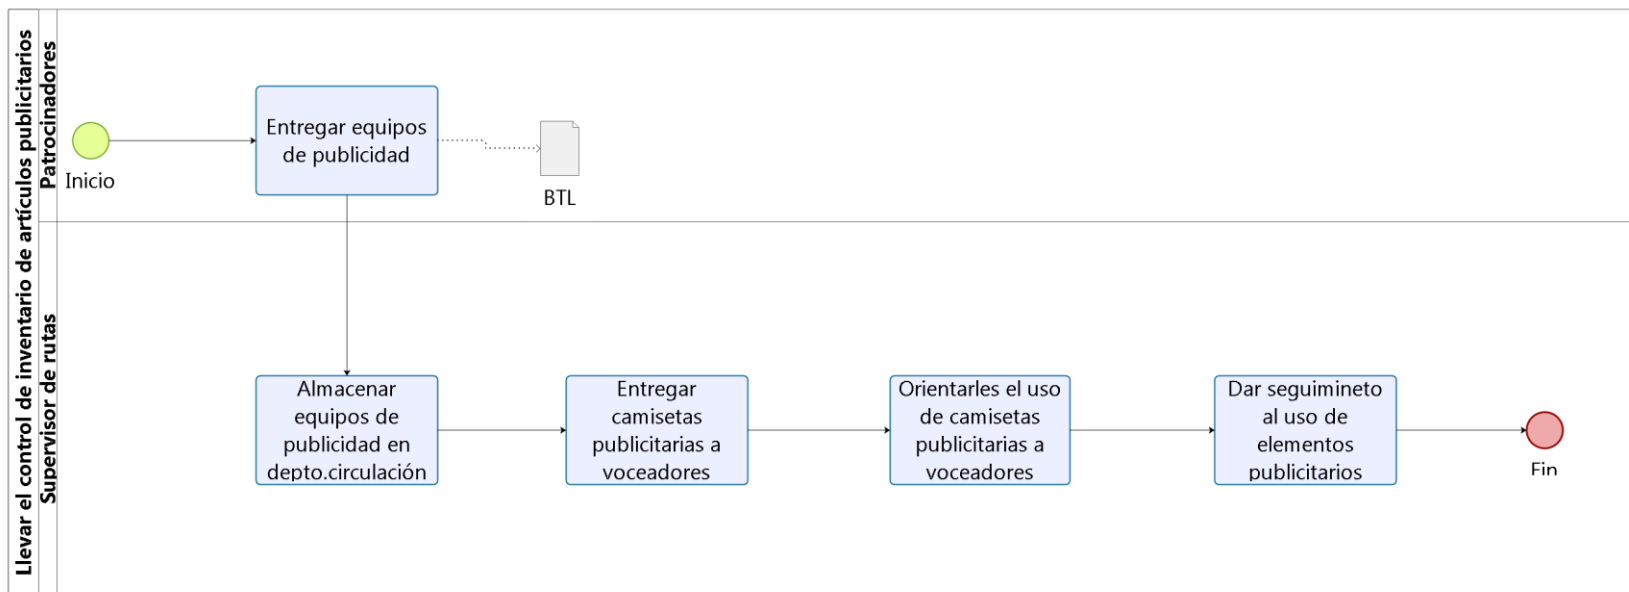 Llevar el control de inventario de artículos publicitarios
Patrocinadores
Inicio
Entregar equipos
de publicidad
BTL
Supervisor de rutas
Almacenar
equipos de
publicidad en
depto.circulación
Entregar
camisetas
publicitarias a
voceadores
Orientarles el uso
de camisetas
publicitarias a
voceadores
Dar seguimineto
al uso de
elementos
publicitarios
Fin